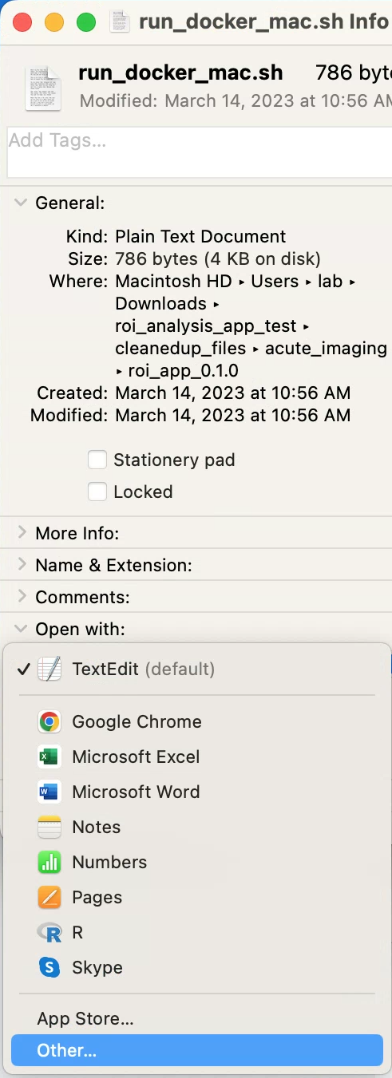 run_docker_mac.sh Info
run_docker_mac.sh 786 byt
Modified: March 14, 2023 at 10:56 AM
Add Tags...
General:
Kind: Plain Text Document
Size: 786 bytes (4 KB on disk)
Where: Macintosh HD ▸ Users ▸ lab ▸
Downloads ▸
roi_analysis_app_test ▸
cleanedup_files ▸ acute_imaging
▸ roi_app_0.1.0
Created: March 14, 2023 at 10:56 AM
Modified: March 14, 2023 at 10:56 AM
Stationery pad
Locked
More Info:
Name & Extension:
Comments:
Open with:
TextEdit (default)
Google Chrome
Microsoft Excel
Microsoft Word
Notes
Numbers
Pages
R
Skype
App Store...
Other...